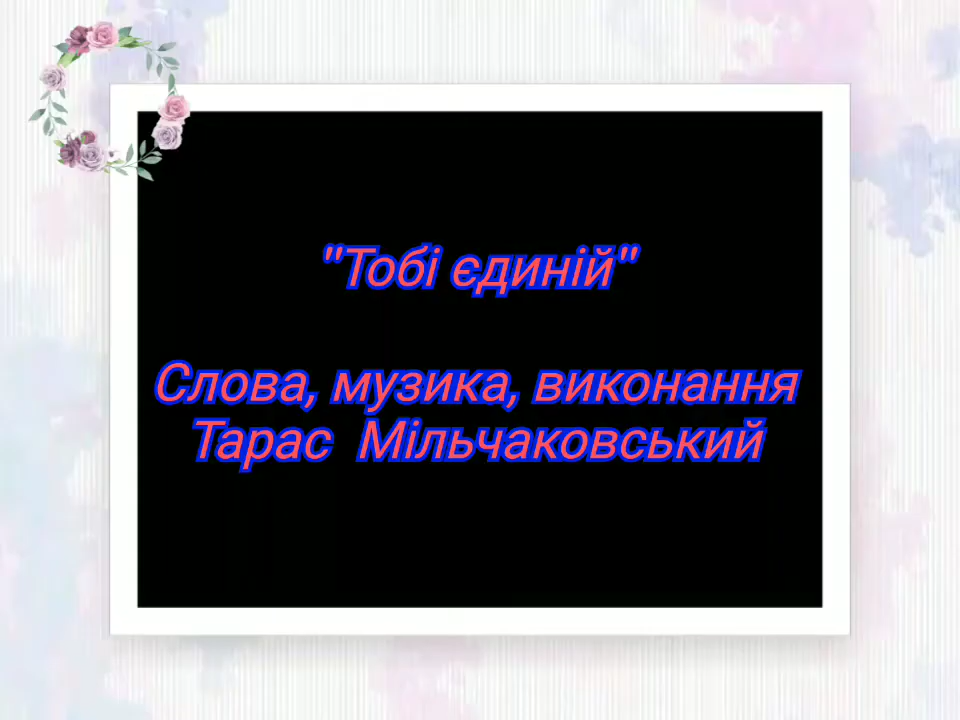 "Тобі єдиній"
Слова, музика, виконання
Тарас Мільчаковський